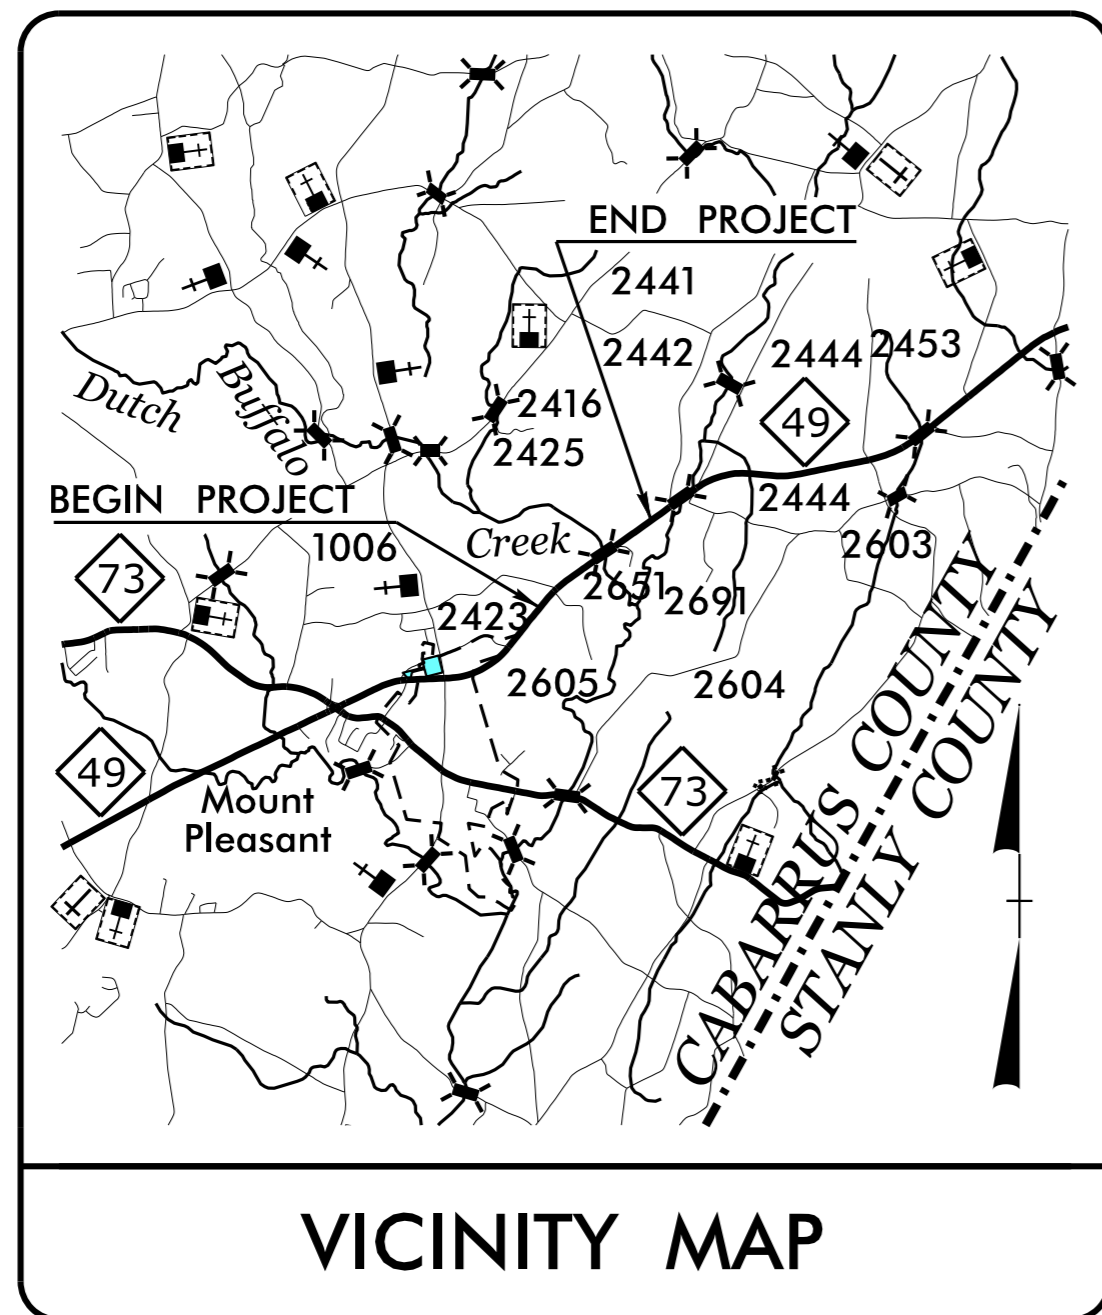 END PROJECT
2441
2442
2444
2453
Dutch
Buffalo
2416
49
2425
BEGIN PROJECT
2444
1006
Creek
2603
73
2651
2691
2423
2605
2604
49
73
Mount
Pleasant
CABARRUS COUNTY
STANLY COUNTY
VICINITY MAP